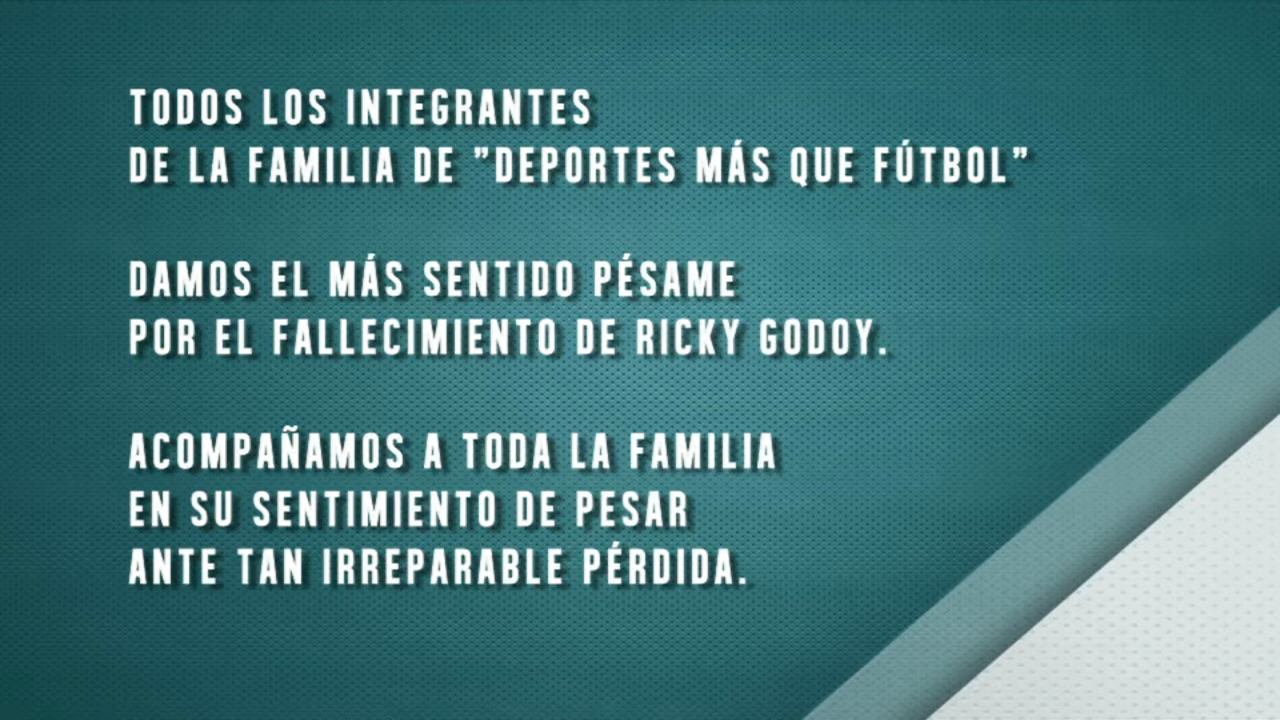 TODOS LOS INTEGRANTES
DE LA FAMILIA DE "DEPORTES MÁS QUE FÚTBOL"
DAMOS EL MÁS SENTIDO PÉSAME
POR EL FALLECIMIENTO DE RICKY GODOY.
ACOMPAÑAMOS A TODA LA FAMILIA
EN SU SENTIMIENTO DE PESAR
ANTE TAN IRREPARABLE PÉRDIDA.